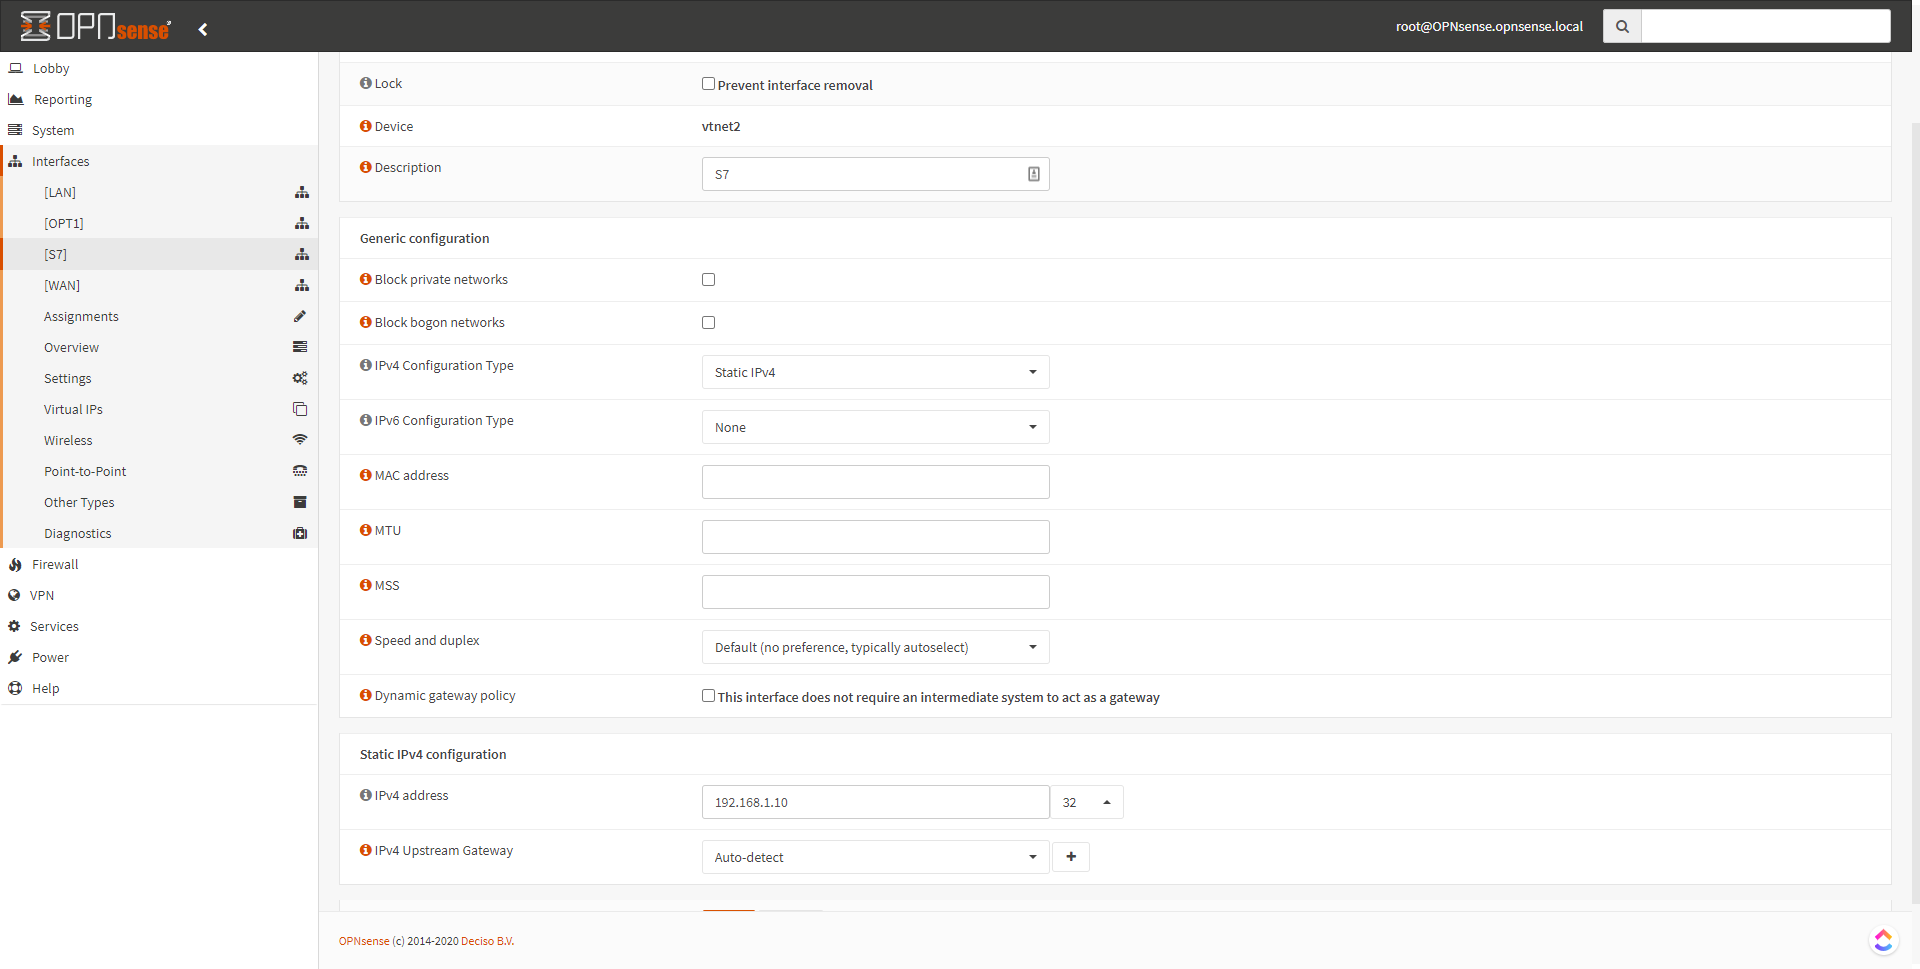 OPNsense
root@OPNsense.opnsense.local
Lobby
Reporting
System
Interfaces
[LAN]
[OPT1]
[S7]
[WAN]
Assignments
Overview
Settings
Virtual IPs
Wireless
Point-to-Point
Other Types
Diagnostics
Firewall
VPN
Services
Power
Help
Lock
Prevent interface removal
Device
vtnet2
Description
S7
Generic configuration
Block private networks
Block bogon networks
IPv4 Configuration Type
Static IPv4
IPv6 Configuration Type
None
MAC address
MTU
MSS
Speed and duplex
Default (no preference, typically autoselect)
Dynamic gateway policy
This interface does not require an intermediate system to act as a gateway
Static IPv4 configuration
IPv4 address
192.168.1.10
32
IPv4 Upstream Gateway
Auto-detect
OPNsense (c) 2014-2020 Deciso B.V.